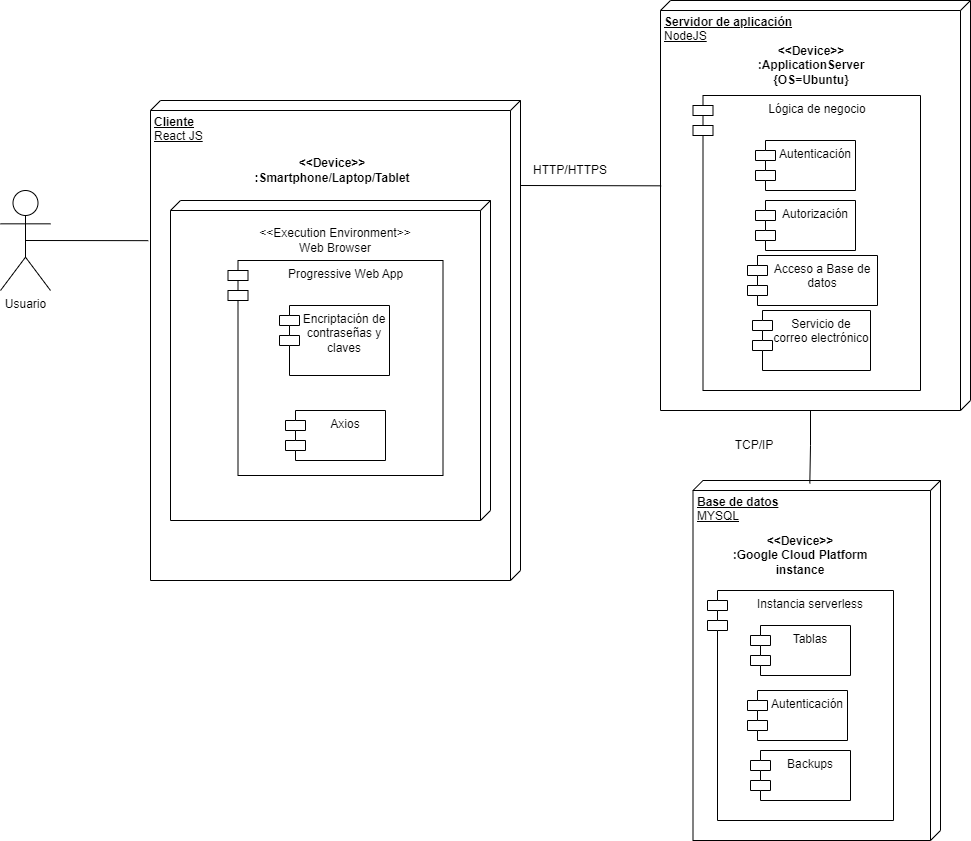 Usuario
Cliente
React JS
<<Device>>
:Smartphone/Laptop/Tablet
<<Execution Environment>>
Web Browser
Progressive Web App
Encriptación de
contraseñas y
claves
Axios
HTTP/HTTPS
Servidor de aplicación
NodeJS
<<Device>>
:ApplicationServer
{OS=Ubuntu}
Lógica de negocio
Autenticación
Autorización
Acceso a Base de
datos
Servicio de
correo electrónico
TCP/IP
Base de datos
MYSQL
<<Device>>
:Google Cloud Platform
instance
Instancia serverless
Tablas
Autenticación
Backups